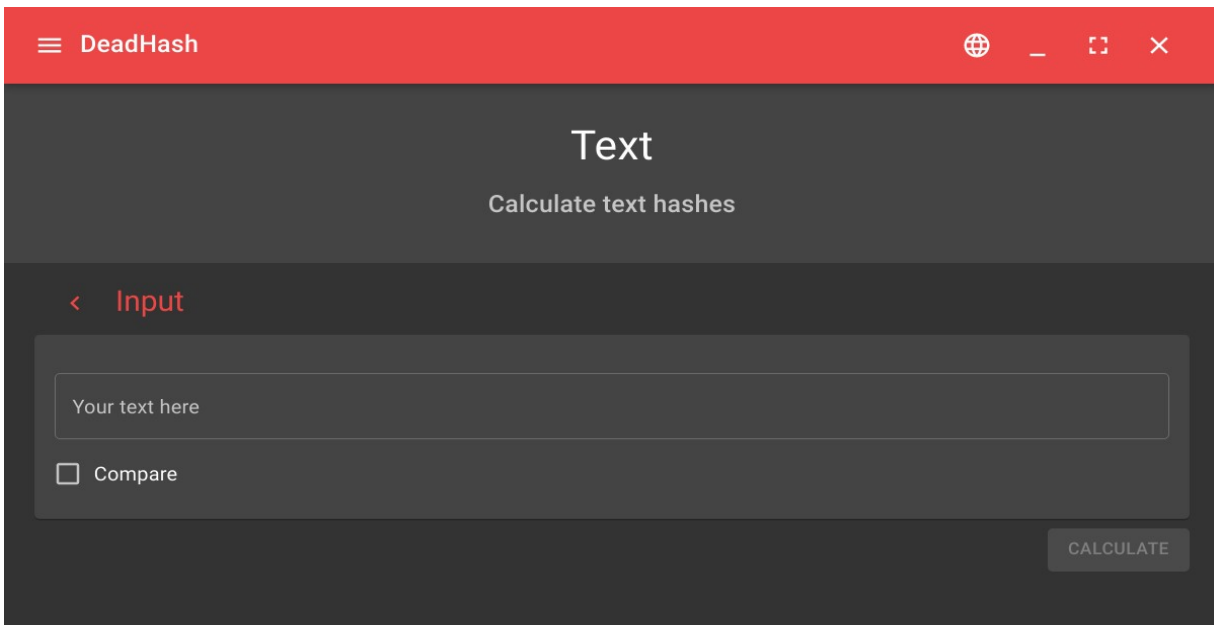 DeadHash
Text
Calculate text hashes
Input
Your text here
Compare
CALCULATE